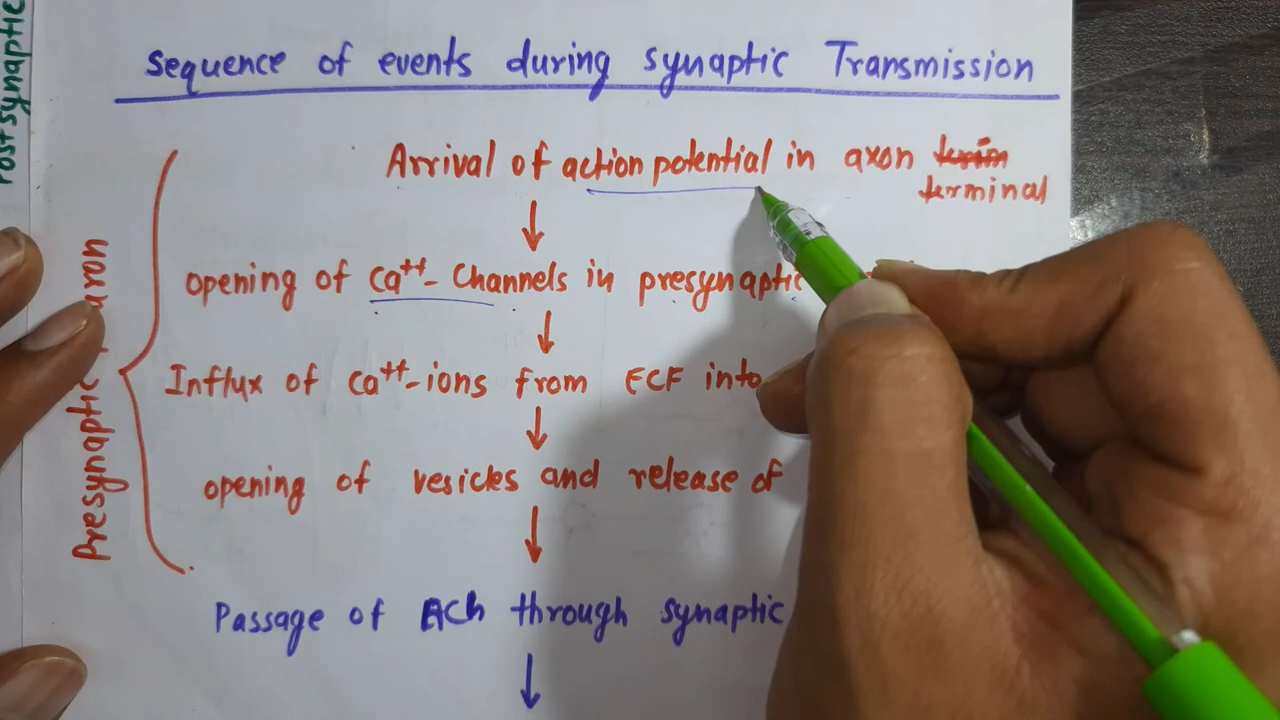 Sequence of events during synaptic Transmission
Arrival of action potential in axon
terminal
opening of Ca++- Channels in presynaptic
Influx of Ca++-ions from ECF into
opening of vesicles and release of
Passage of ACh through synaptic
Presynaptic
Postsynaptic